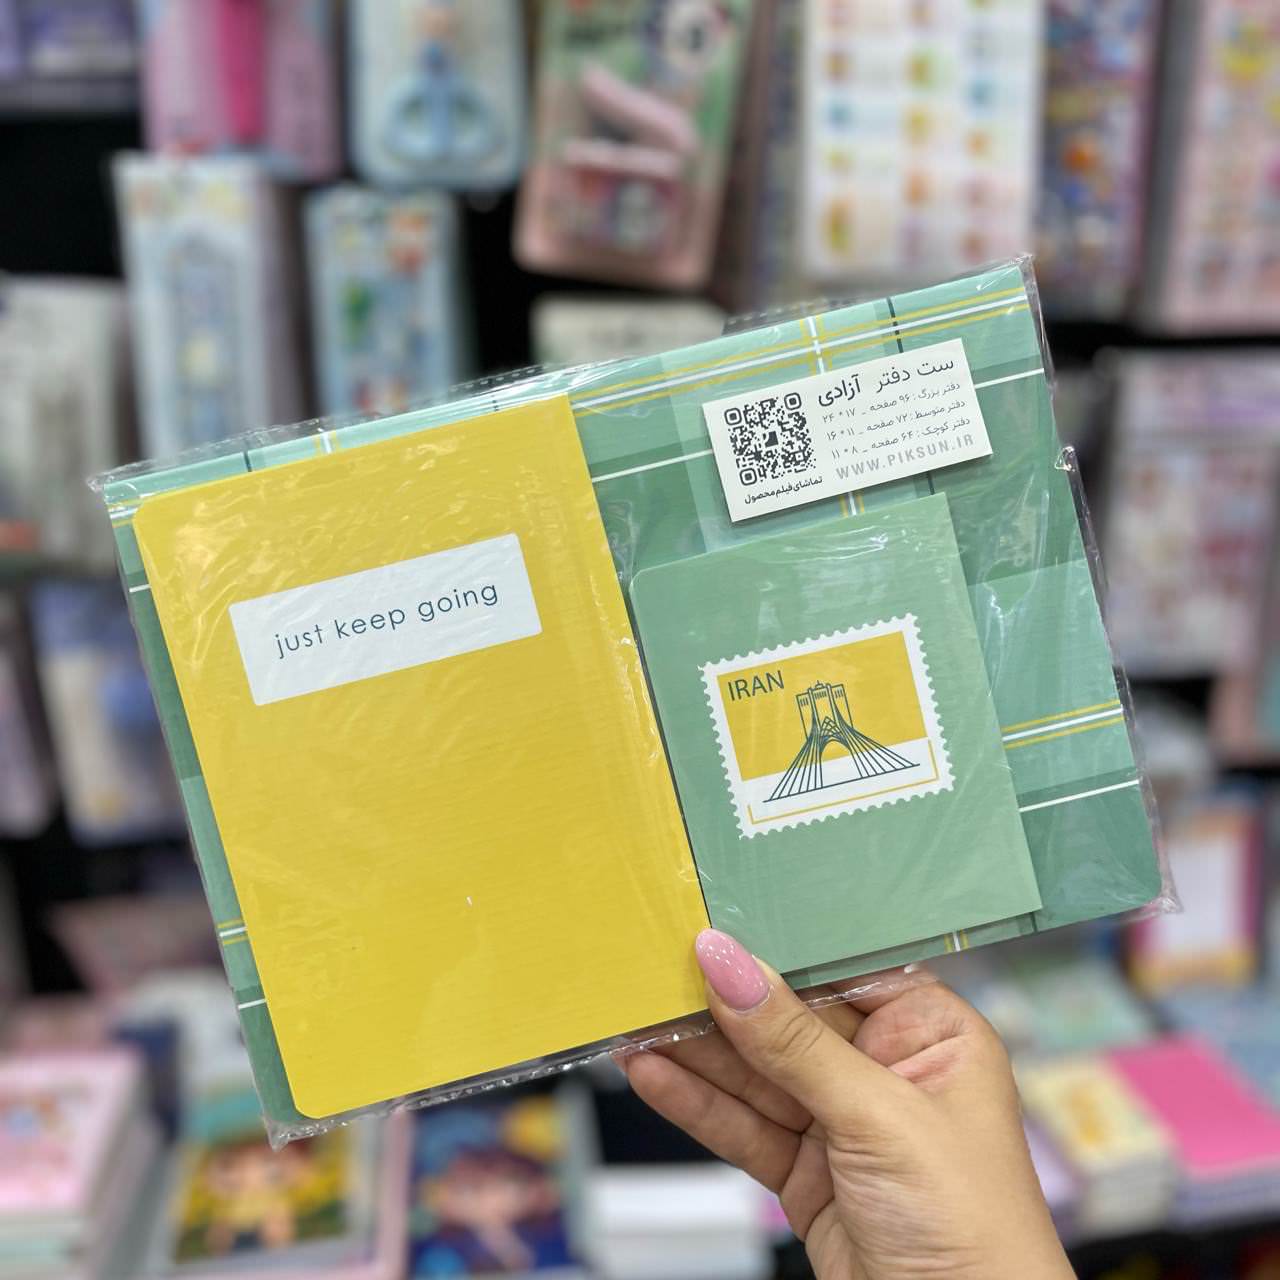 ست دفتر آزادی
دفتر بزرگ : ۹۶ صفحه _ ۱۷ * ۲۴
دفتر متوسط : ۷۲ صفحه _ ۱۱ * ۱۶
دفتر کوچک : ۶۴ صفحه _ ۸ * ۱۱
WWW.PIKSUN.IR
تماشای فیلم محصول
just keep going
IRAN